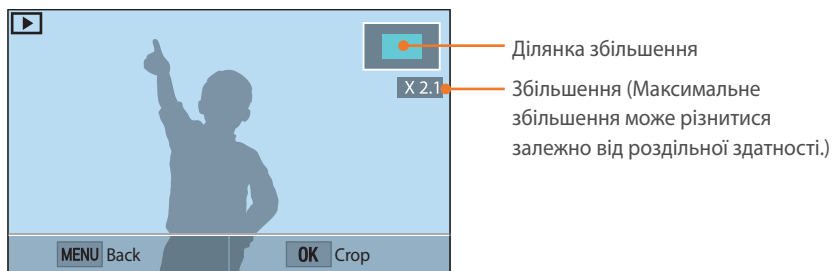 Ділянка збільшення
X 2.1
Збільшення (Максимальне
збільшення може різнитися
залежно від роздільної здатності.)
MENU Back
OK Crop